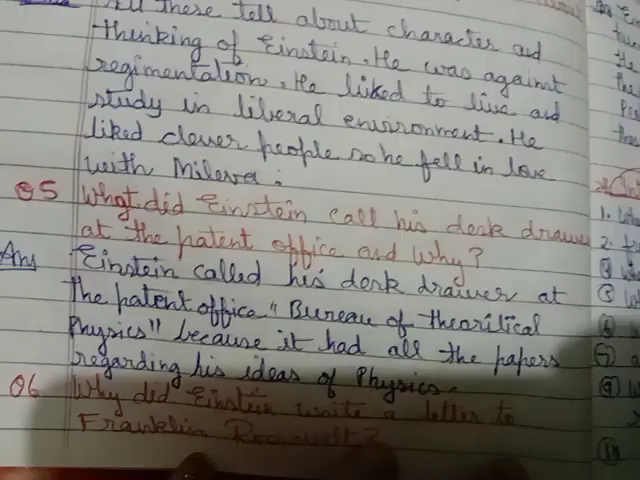 All these tell about character and
thinking of Einstein. He was against
regimentation. He liked to live and
study in liberal environment. He
liked clever people so he fell in love
with Mileva.
Q5 What did Einstein call his desk drawer
at the patent office and Why?
Ans Einstein called his desk drawer at
the patent office "Bureau of theoritical
Physics" because it had all the papers
regarding his ideas of Physics.
Q6 Why did Einstein write a letter to
Franklin Roosevelt?